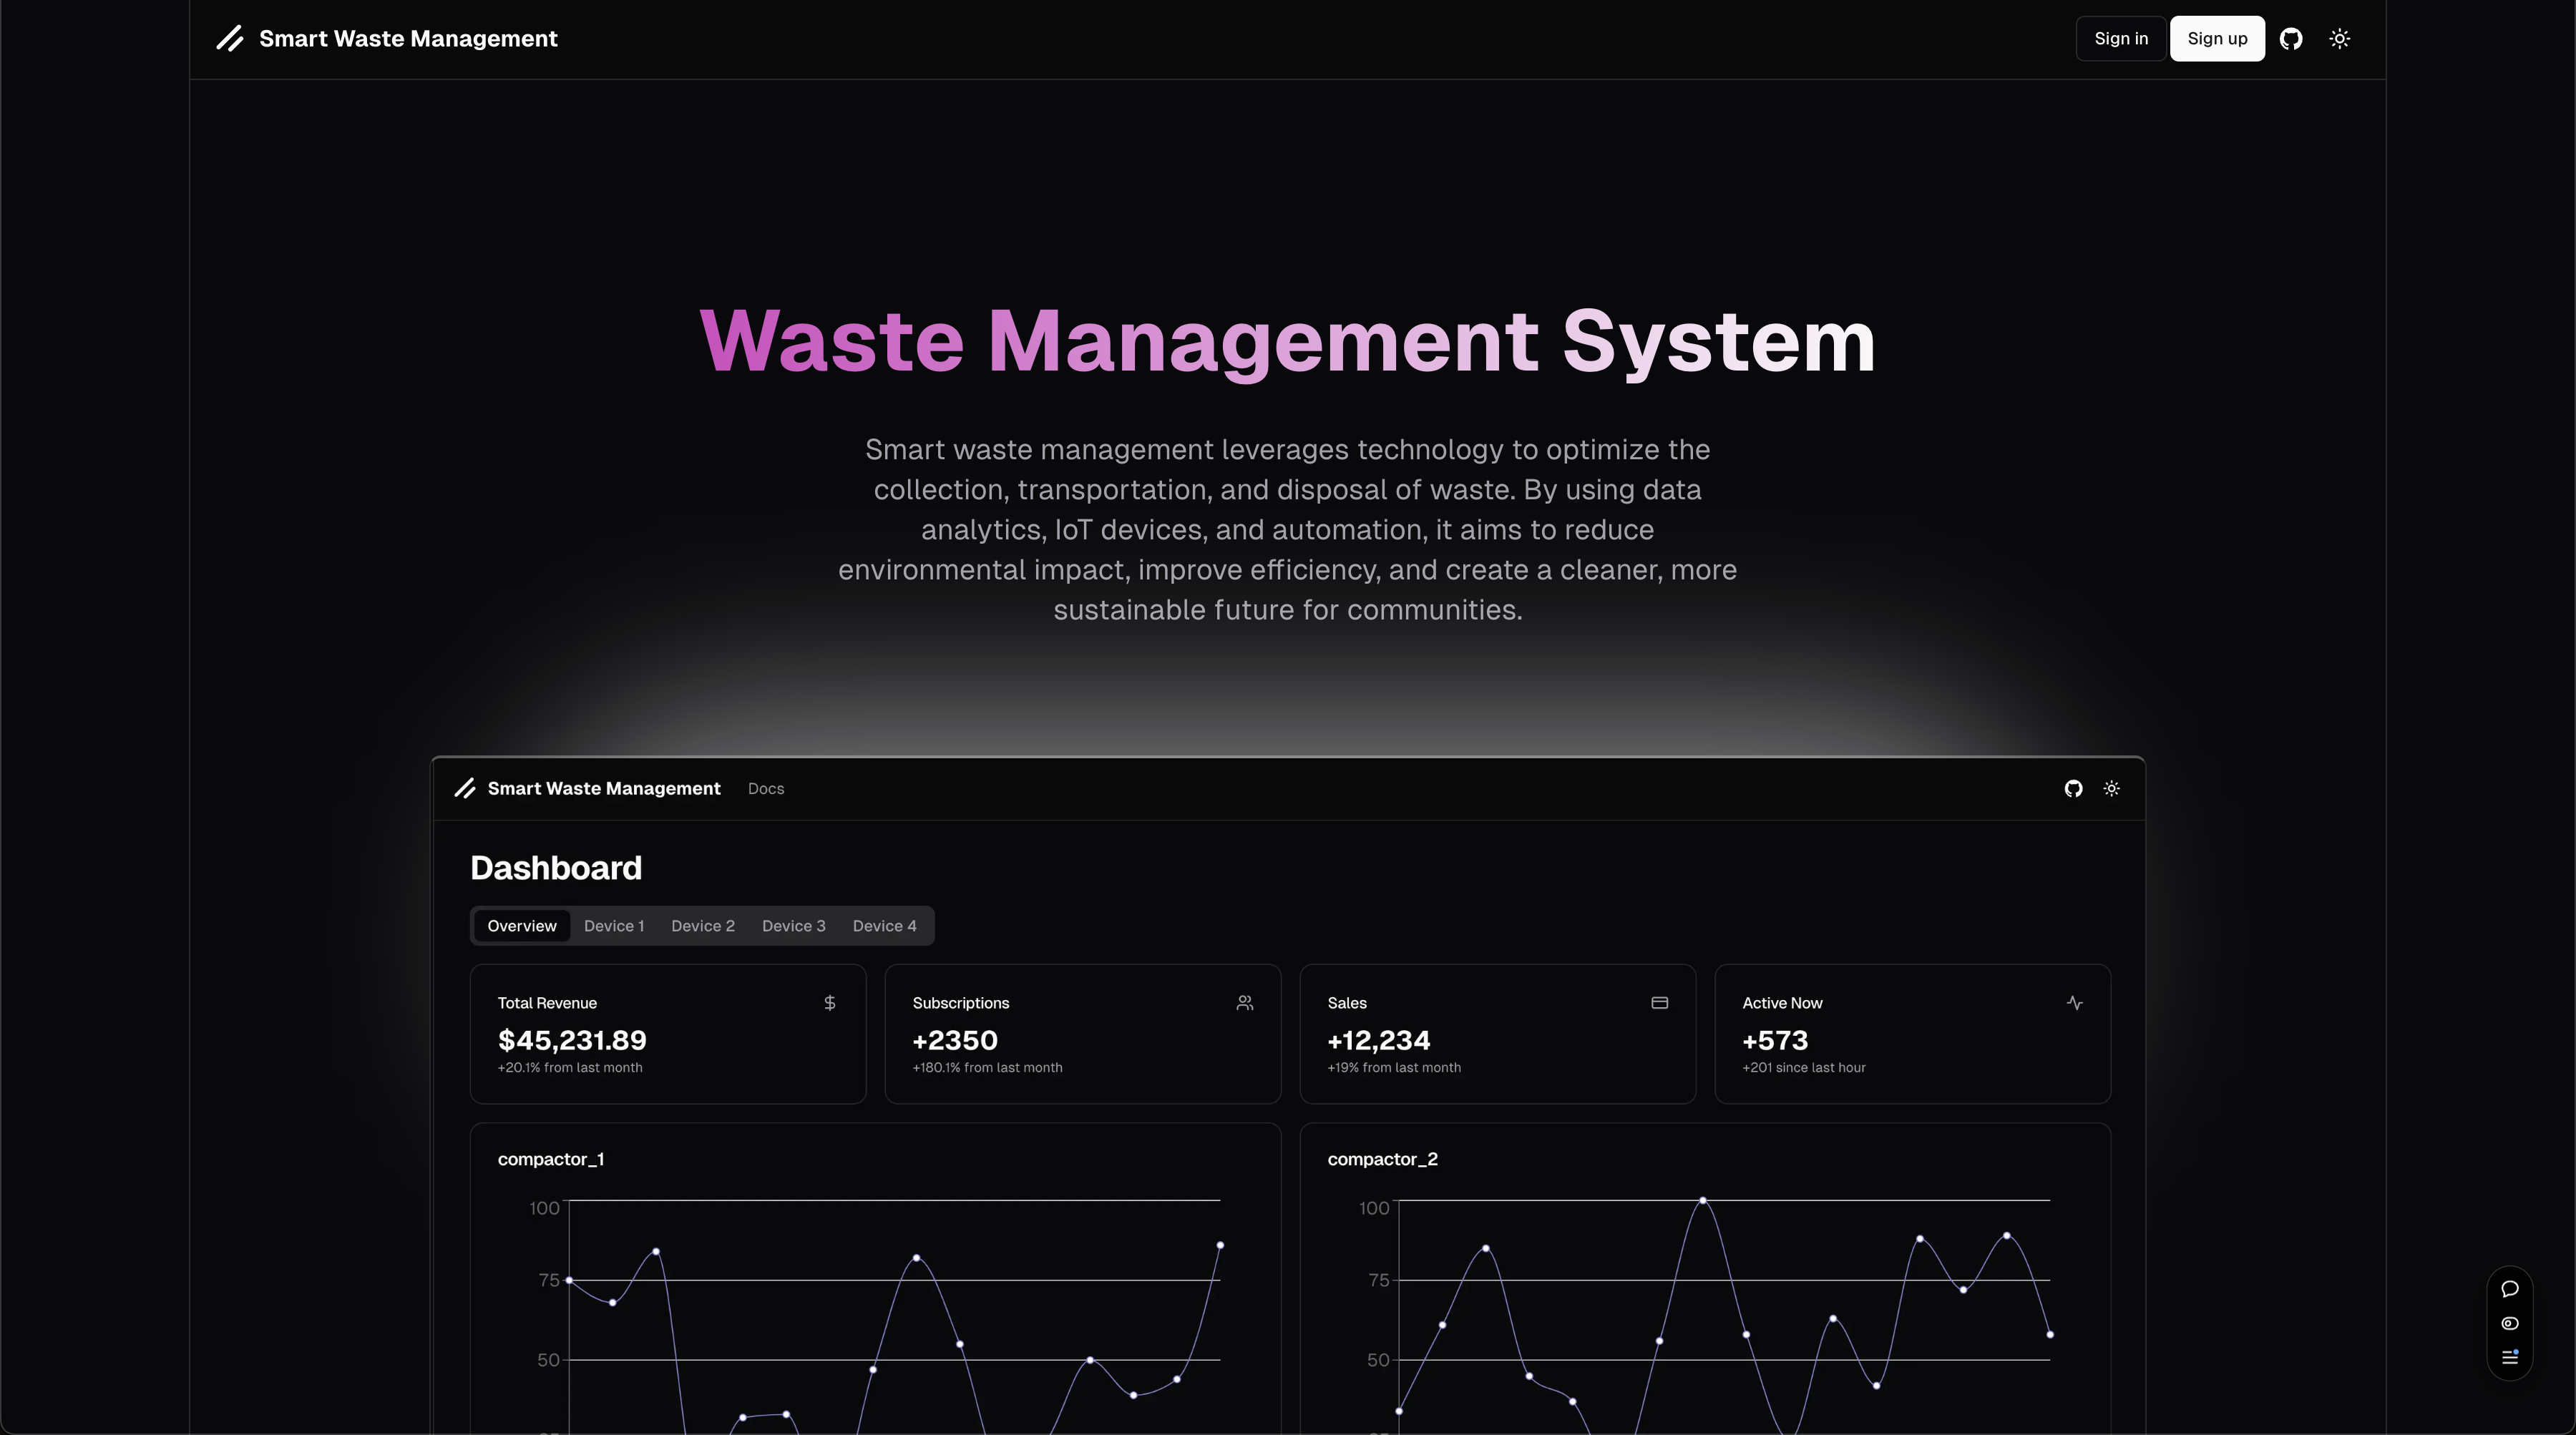 Smart Waste Management
Sign in
Sign up
Waste Management System
Smart waste management leverages technology to optimize the
collection, transportation, and disposal of waste. By using data
analytics, IoT devices, and automation, it aims to reduce
environmental impact, improve efficiency, and create a cleaner, more
sustainable future for communities.
Smart Waste Management
Docs
Dashboard
Overview
Device 1
Device 2
Device 3
Device 4
Total Revenue
$45,231.89
+20.1% from last month
Subscriptions
+2350
+180.1% from last month
Sales
+12,234
+19% from last month
Active Now
+573
+201 since last hour
compactor_1
100
75
50
compactor_2
100
75
50